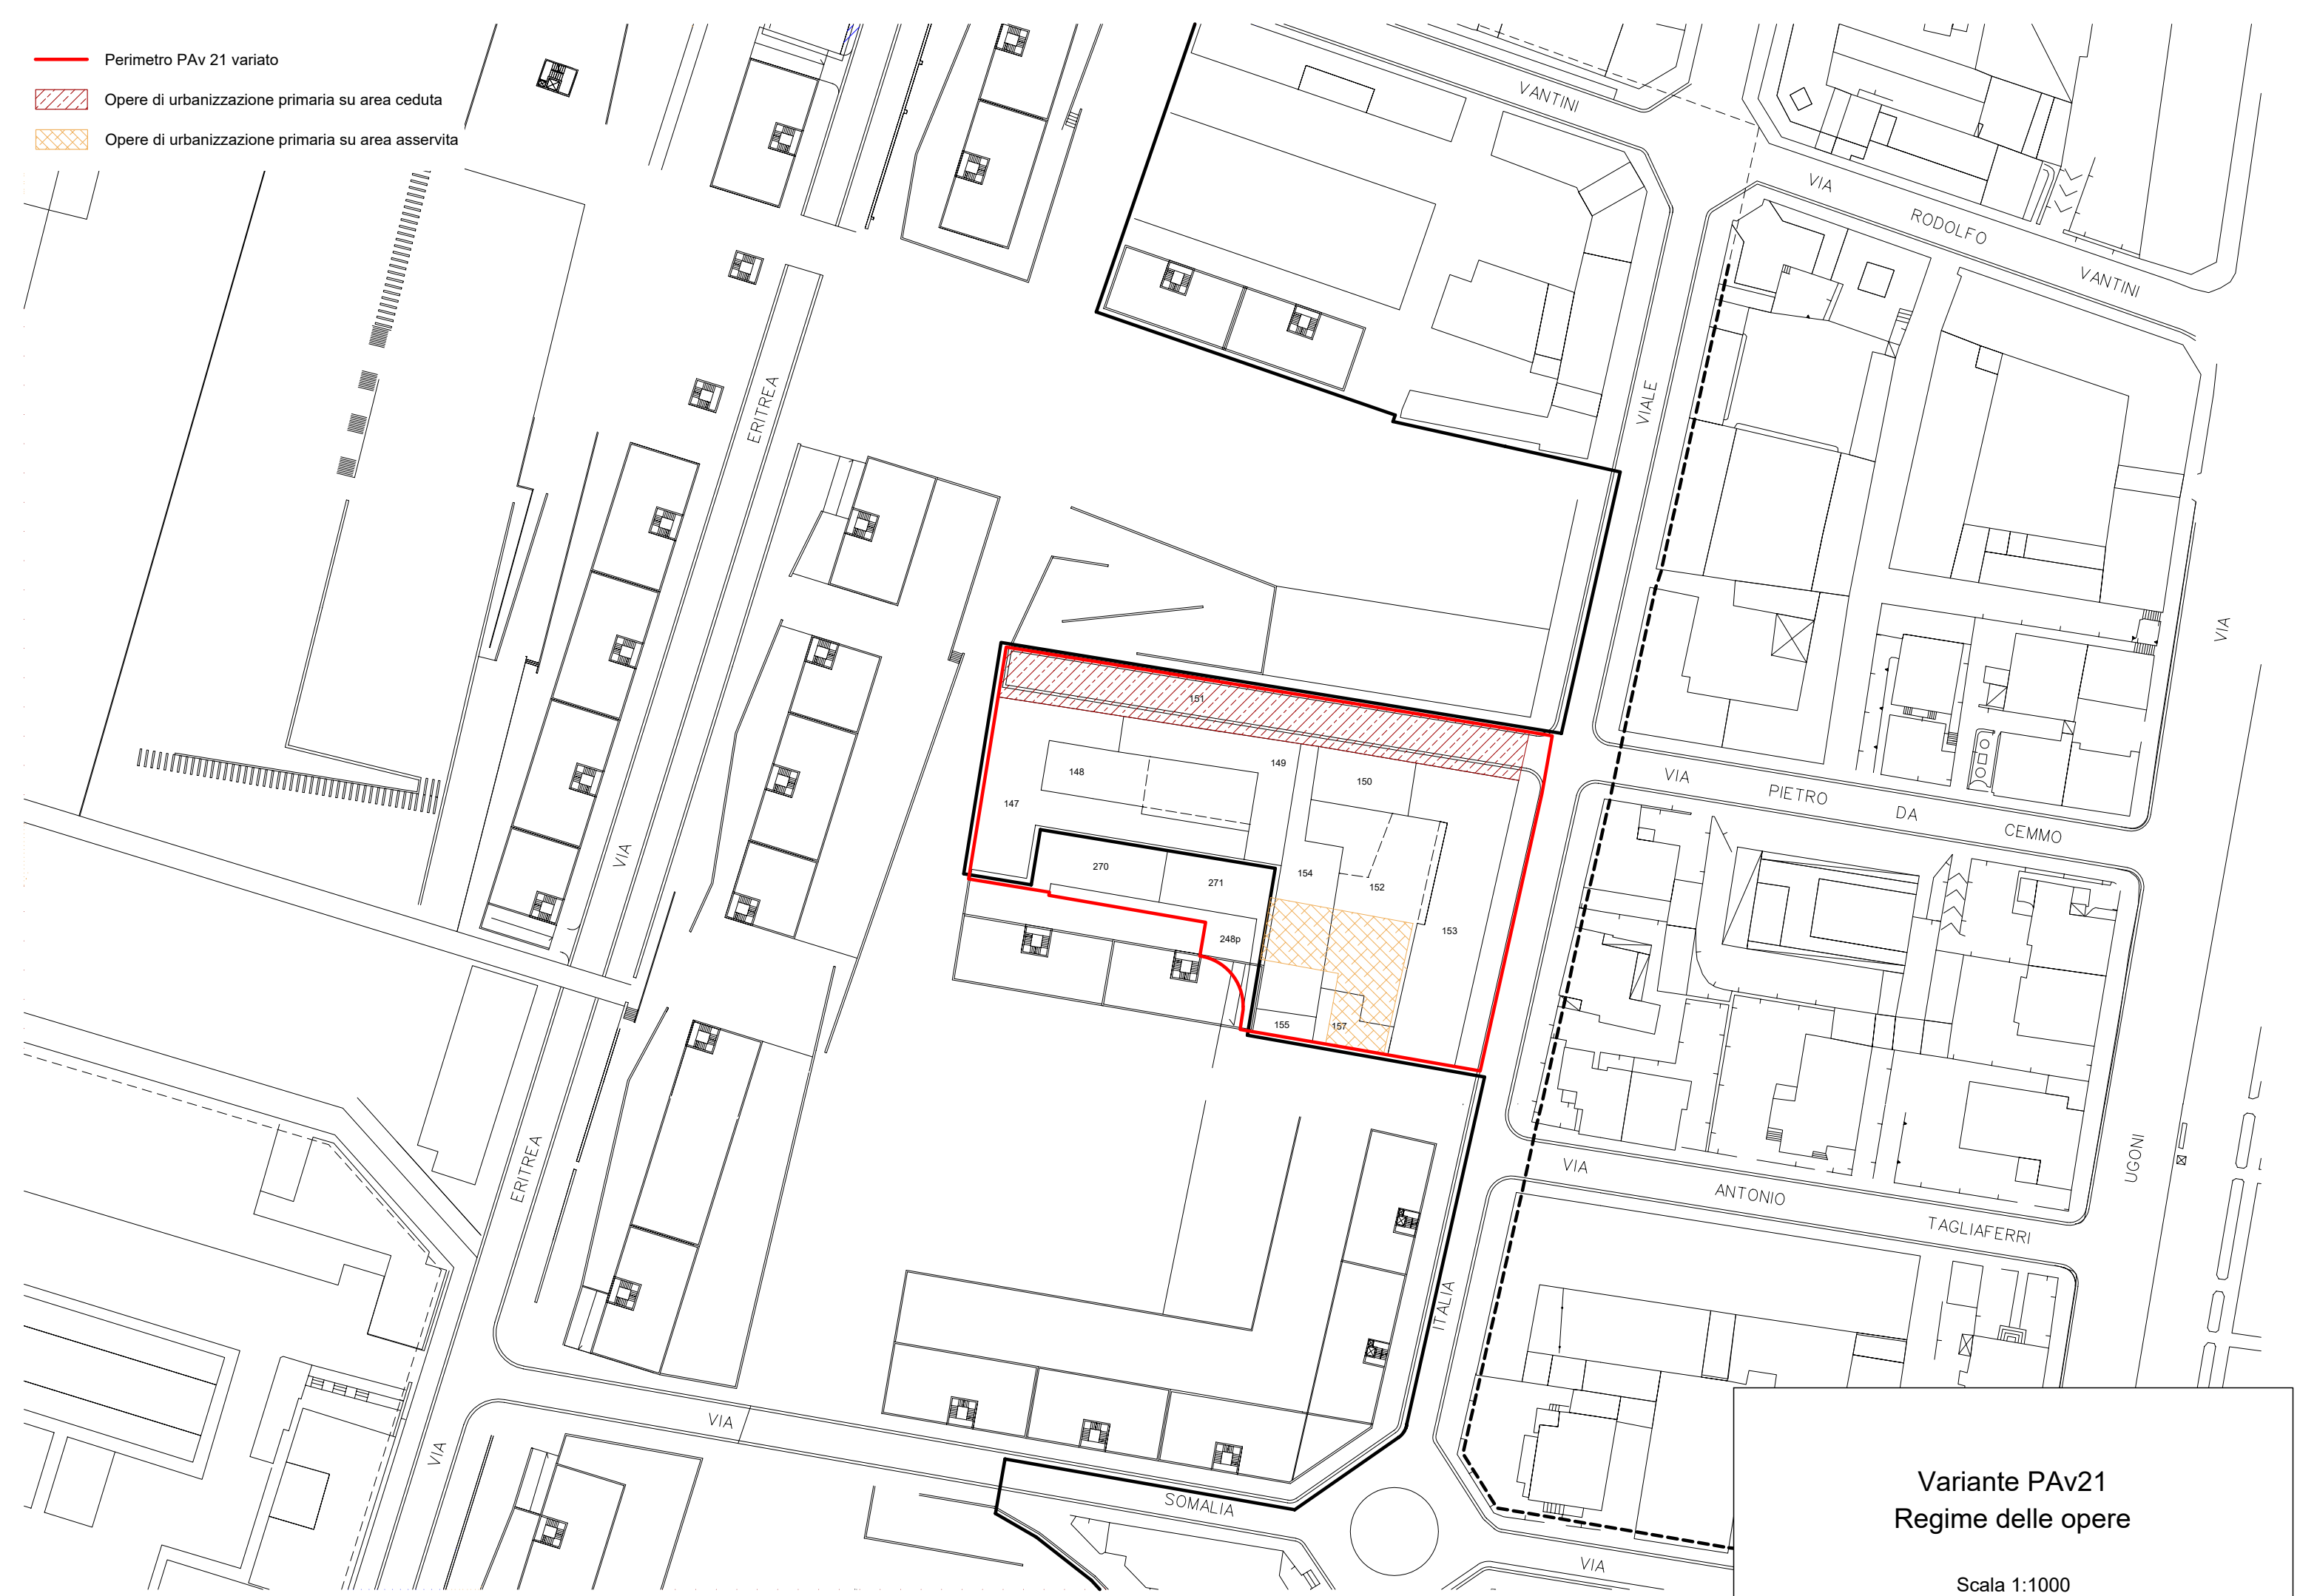 Perimetro PAv 21 variato
Opere di urbanizzazione primaria su area ceduta
Opere di urbanizzazione primaria su area asservita
VANTINI
VIA
RODOLFO
VANTINI
ERITREA
VIALE
VIA
151
149
148
150
147
VIA
PIETRO
DA
CEMMO
VIA
270
271
154
152
153
248p
155
157
ERITREA
VIA
ANTONIO
TAGLIAFERRI
UGONI
ITALIA
VIA
VIA
SOMALIA
VIA
Variante PAv21
Regime delle opere
Scala 1:1000